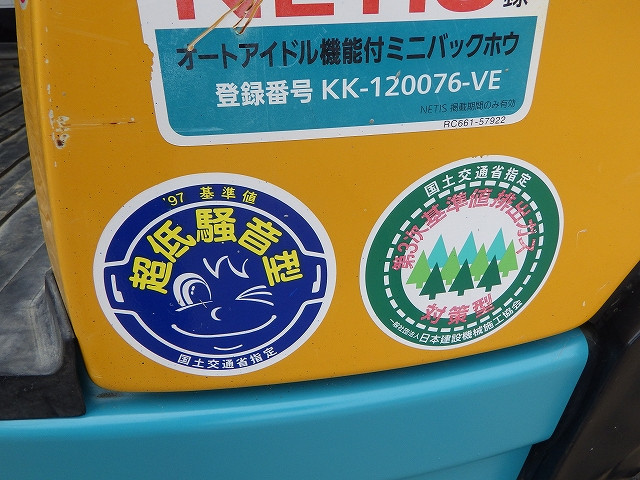 NETIS
録
オートアイドル機能付ミニバックホウ
登録番号 KK-120076-VE
NETIS 掲載期間のみ有効
RC661-57922
'97 基準値
超低騒音型
国土交通省指定
国土交通省指定
第3次基準値・排出ガス
対策型
一般社団法人日本建設機械施工協会